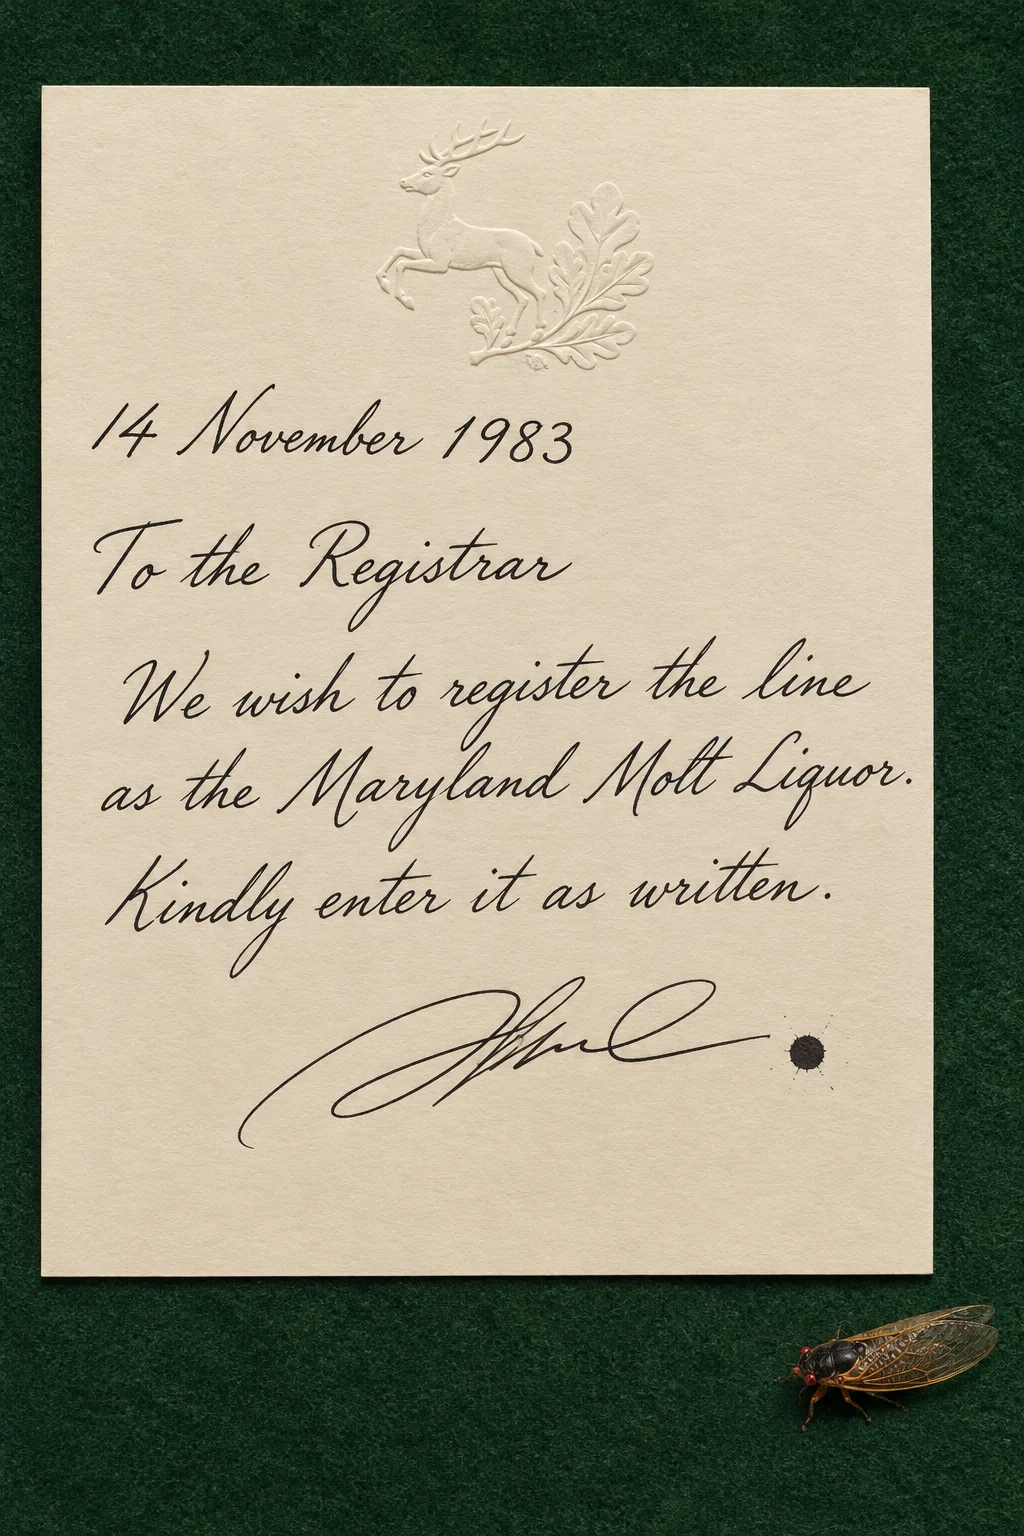 14 November 1983
To the Registrar
We wish to register the line
as the Maryland Molt Liquor.
Kindly enter it as written.